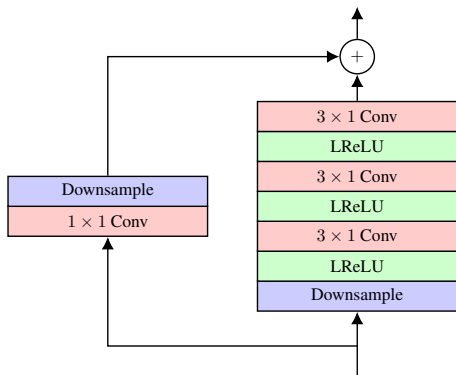 +
3 × 1 Conv
LReLU
3 × 1 Conv
LReLU
3 × 1 Conv
LReLU
Downsample
Downsample
1 × 1 Conv